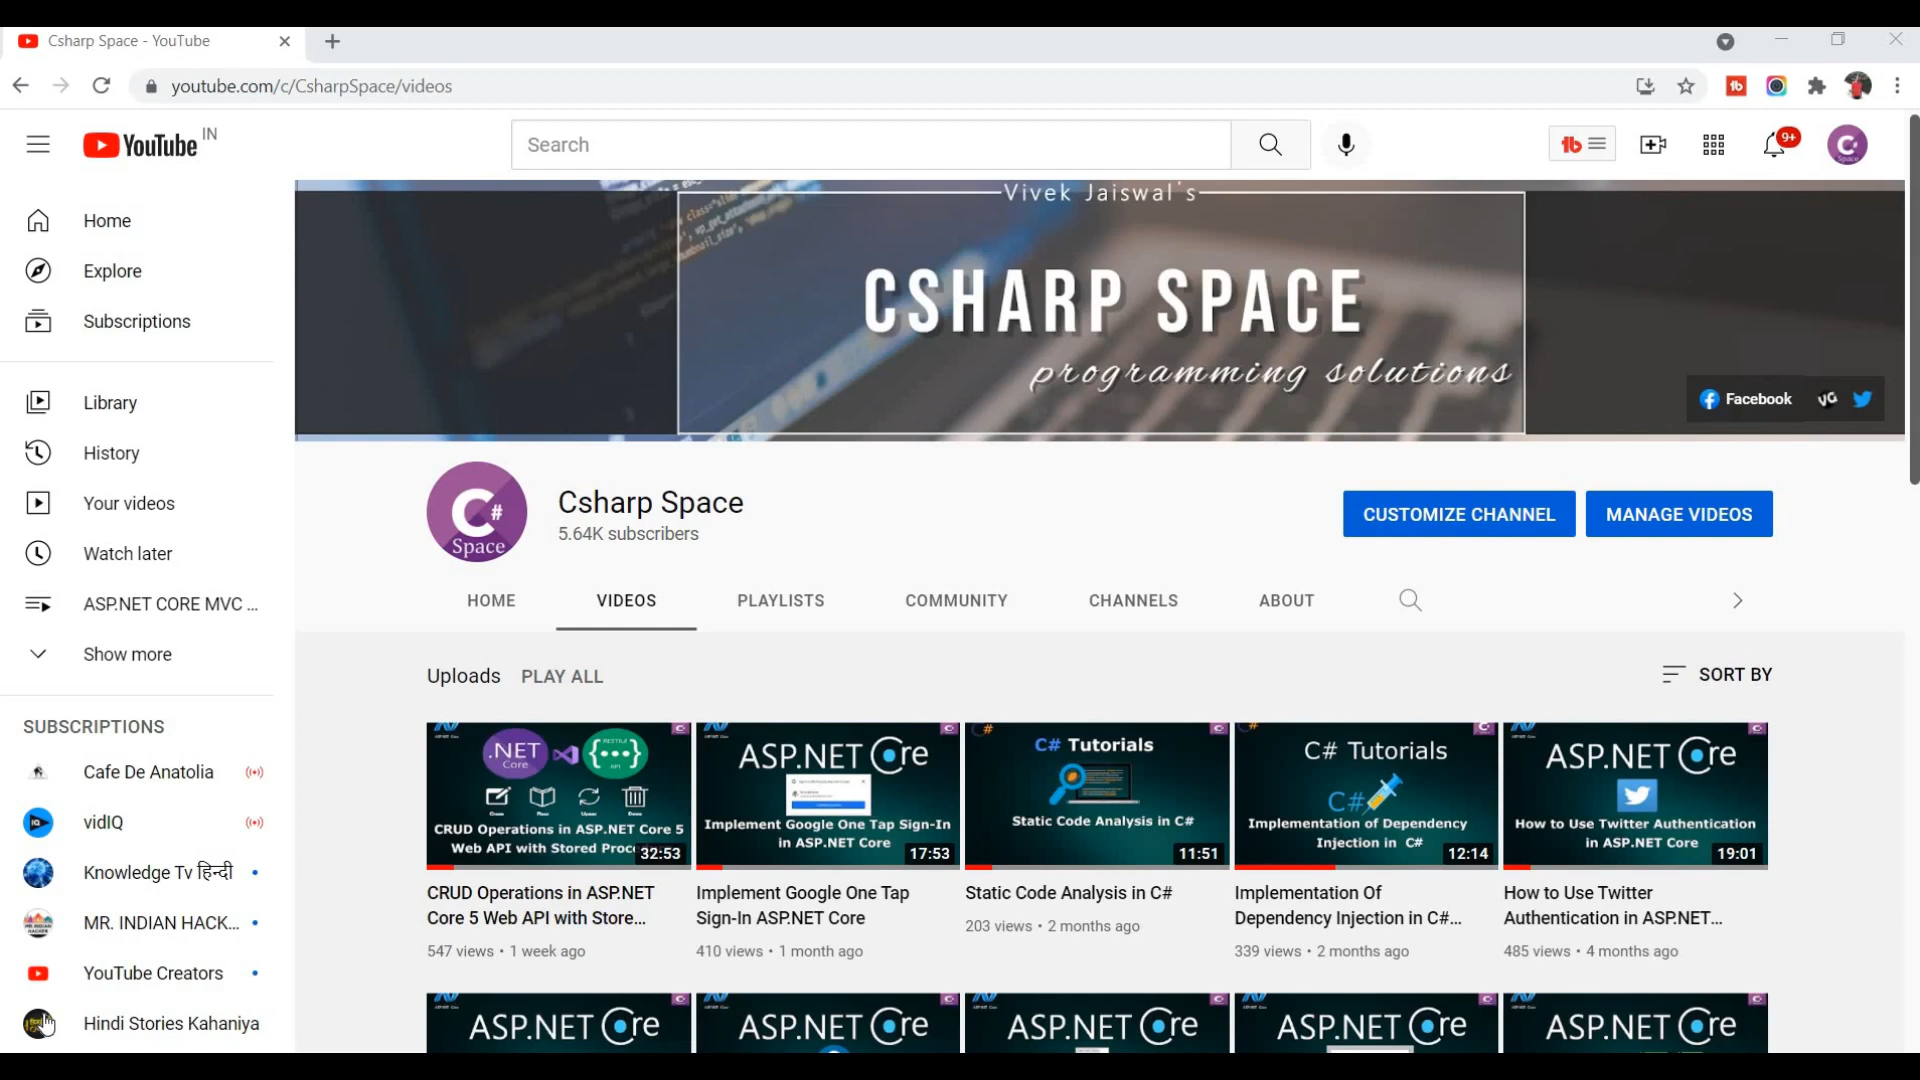 Csharp Space - YouTube
youtube.com/c/CsharpSpace/videos
YouTube IN
Search
9+
Home
Explore
Subscriptions
Library
History
Your videos
Watch later
ASP.NET CORE MVC ...
Show more
SUBSCRIPTIONS
Cafe De Anatolia
vidIQ
Knowledge Tv हिन्दी
MR. INDIAN HACK...
YouTube Creators
Hindi Stories Kahaniya
Vivek Jaiswal's
CSHARP SPACE
programming solutions
Facebook
C#
Space
Csharp Space
5.64K subscribers
CUSTOMIZE CHANNEL
MANAGE VIDEOS
HOME VIDEOS PLAYLISTS COMMUNITY CHANNELS ABOUT
Uploads PLAY ALL
SORT BY
.NET
Core
CRUD Operations in ASP.NET Core 5
Web API with Stored Proc
32:53
CRUD Operations in ASP.NET
Core 5 Web API with Store...
547 views • 1 week ago
ASP.NET Core
Implement Google One Tap Sign-In
in ASP.NET Core
17:53
Implement Google One Tap
Sign-In ASP.NET Core
410 views • 1 month ago
C# Tutorials
Static Code Analysis in C#
11:51
Static Code Analysis in C#
203 views • 2 months ago
C# Tutorials
C#
Implementation of Dependency
Injection in C#
12:14
Implementation Of
Dependency Injection in C#...
339 views • 2 months ago
ASP.NET Core
How to Use Twitter Authentication
in ASP.NET Core
19:01
How to Use Twitter
Authentication in ASP.NET...
485 views • 4 months ago
ASP.NET Core
ASP.NET Core
ASP.NET Core
ASP.NET Core
ASP.NET Core